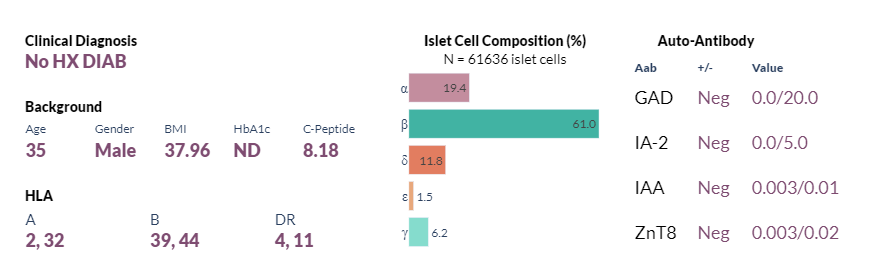 Clinical Diagnosis
No HX DIAB
Background
Age Gender BMI HbA1c C-Peptide
35 Male 37.96 ND 8.18
HLA
A B DR
2, 32 39, 44 4, 11
Islet Cell Composition (%)
N = 61636 islet cells
α 19.4
β 61.0
δ 11.8
ε 1.5
γ 6.2
Auto-Antibody
Aab +/- Value
GAD Neg 0.0/20.0
IA-2 Neg 0.0/5.0
IAA Neg 0.003/0.01
ZnT8 Neg 0.003/0.02